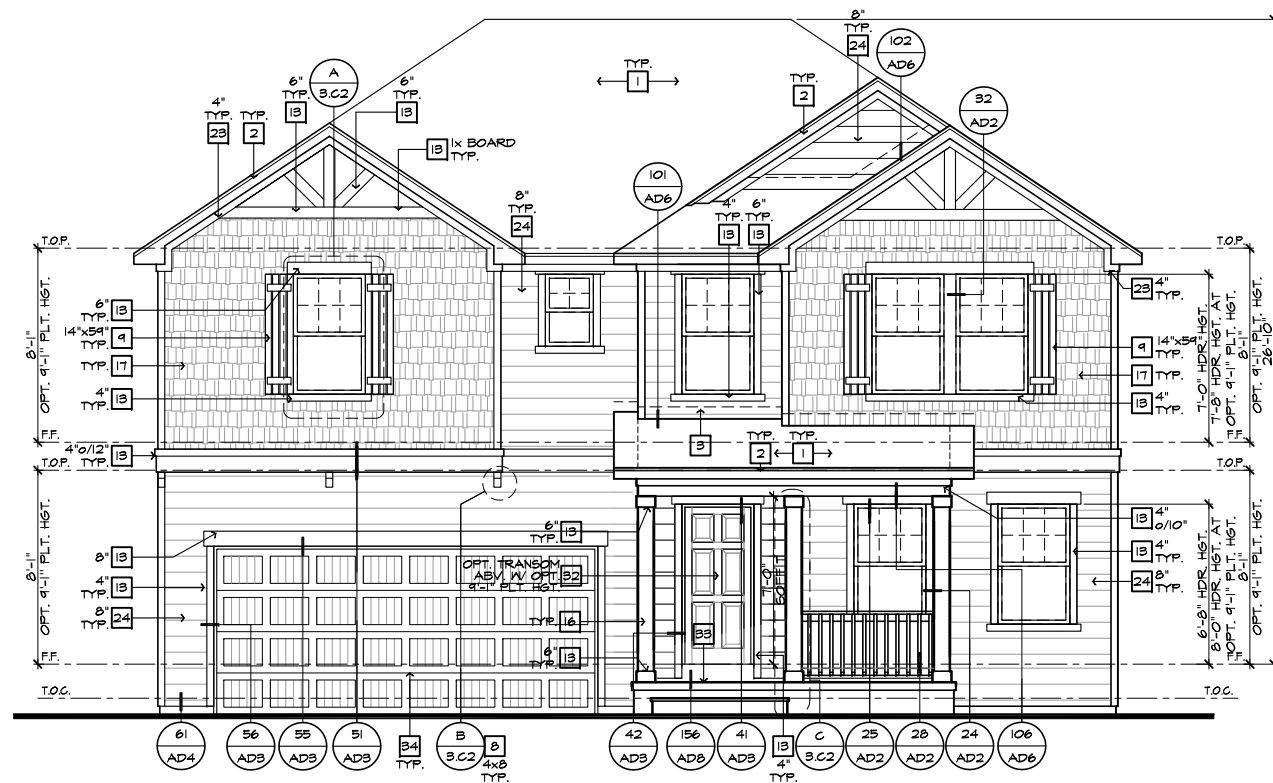 8"
TYP.
24
102
AD6
TYP.
1
A
3.C2
6"
TYP.
13
6"
TYP.
13
4"
TYP.
23
TYP.
2
TYP.
2
32
AD2
13 1x BOARD
TYP.
101
AD6
8"
TYP.
24
4"
TYP.
13
6"
TYP.
13
T.O.P.
T.O.P.
6"
TYP. 13
14"x59"
TYP. 9
TYP. 17
4"
TYP. 13
8'-1"
OPT. 9'-1" PLT. HGT.
23 4"
TYP.
9 14"x59"
TYP.
17 TYP.
13 4"
TYP.
7'-0" HDR. HGT.
7'-8" HDR. HGT. AT
OPT. 9'-1" PLT. HGT.
8'-1"
OPT. 9'-1" PLT. HGT.
26'-10"
F.F.
F.F.
3
4" o/12"
TYP. 13
T.O.P.
T.O.P.
TYP.
2
TYP.
1
8'-1"
OPT. 9'-1" PLT. HGT.
8" 13
4"
TYP. 13
8"
TYP. 24
6"
TYP. 13
OPT. TRANSOM
ABV. W/ OPT.
9'-1" PLT. HGT.
32
7'-0"
SOFFIT
TYP. 16
33
6"
TYP. 13
13 4"
o/10"
13 4"
TYP.
24 8"
TYP.
6'-8" HDR. HGT.
8'-0" HDR. HGT. AT
OPT. 9'-1" PLT. HGT.
8'-1"
OPT. 9'-1" PLT. HGT.
F.F.
F.F.
T.O.C.
T.O.C.
61
AD4
56
AD3
55
AD3
51
AD3
34
TYP.
B
3.C2
8
4x8
TYP.
42
AD3
156
AD8
41
AD3
13
4"
TYP.
C
3.C2
25
AD2
28
AD2
24
AD2
106
AD6